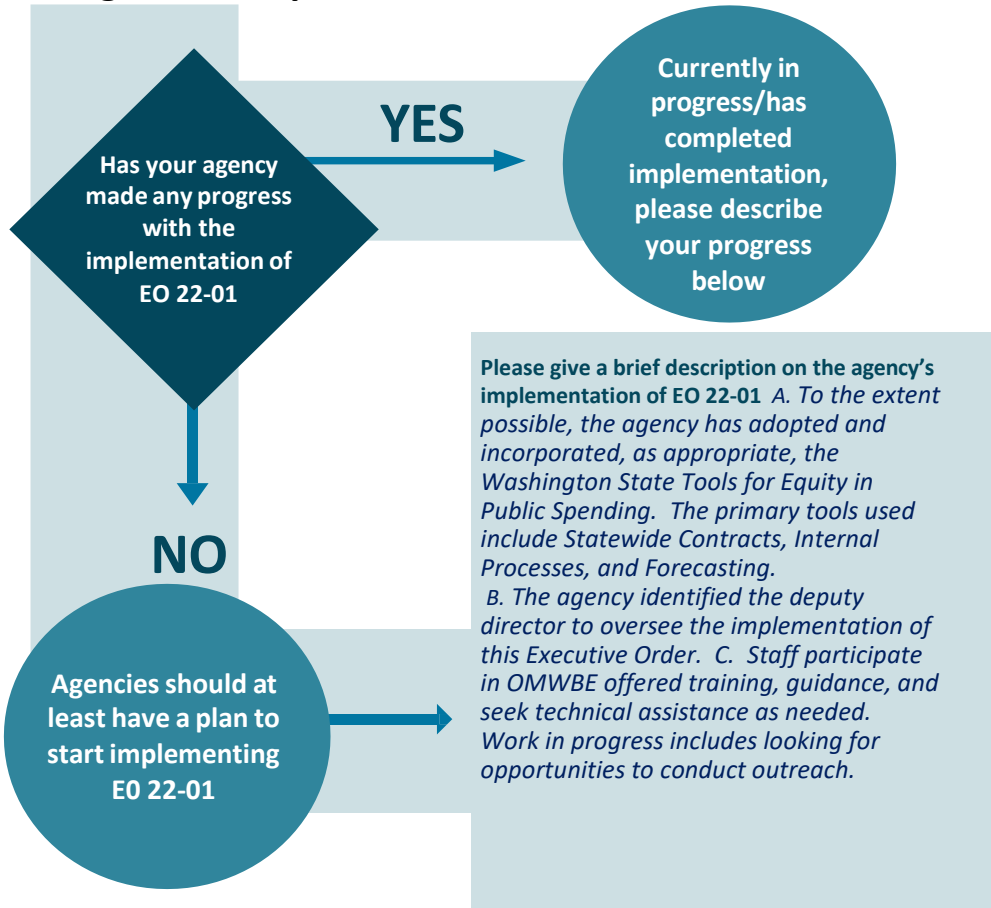 Has your agency
made any progress
with the
implementation of
EO 22-01
YES
Currently in
progress/has
completed
implementation,
please describe
your progress
below
NO
Agencies should at
least have a plan to
start implementing
E0 22-01
Please give a brief description on the agency’s
implementation of EO 22-01 A. To the extent
possible, the agency has adopted and
incorporated, as appropriate, the
Washington State Tools for Equity in
Public Spending. The primary tools used
include Statewide Contracts, Internal
Processes, and Forecasting.
B. The agency identified the deputy
director to oversee the implementation of
this Executive Order. C. Staff participate
in OMWBE offered training, guidance, and
seek technical assistance as needed.
Work in progress includes looking for
opportunities to conduct outreach.